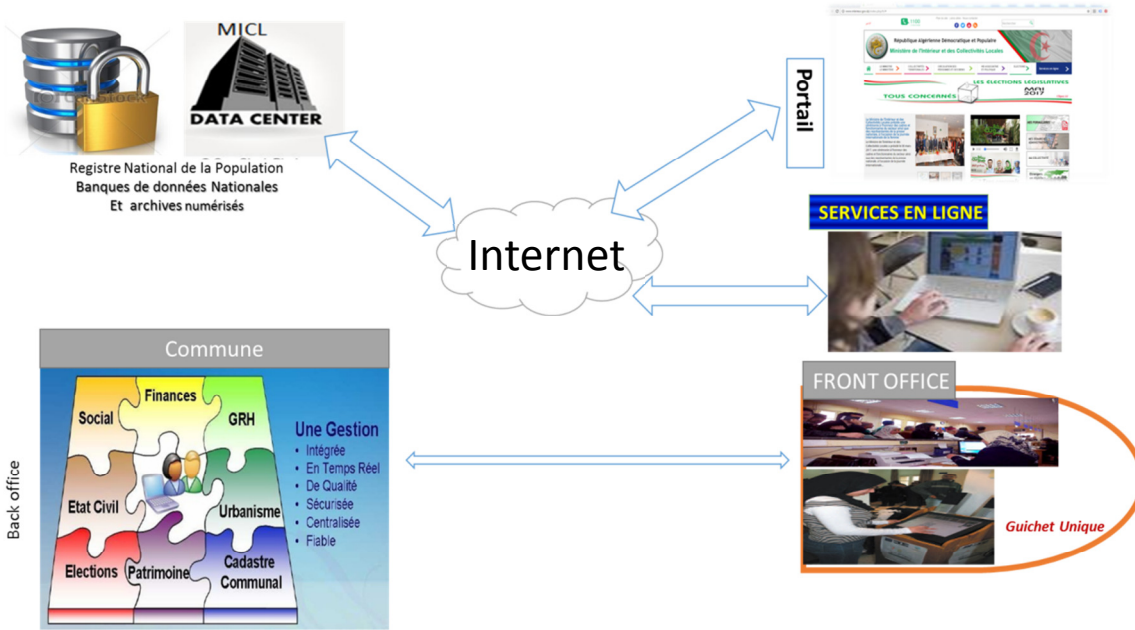 MICL
DATA CENTER
Registre National de la Population
Banques de données Nationales
Et archives numérisés
Internet
Portail
République Algérienne Démocratique et Populaire
Ministère de l'Intérieur et des Collectivités Locales
LES ELECTIONS LEGISLATIVES
MAI
2017
TOUS CONCERNÉS
SERVICES EN LIGNE
Back office
Commune
Social
Finances
GRH
Etat Civil
Urbanisme
Elections
Patrimoine
Cadastre
Communal
Une Gestion
• Intégrée
• En Temps Réel
• De Qualité
• Sécurisée
• Centralisée
• Fiable
FRONT OFFICE
Guichet Unique